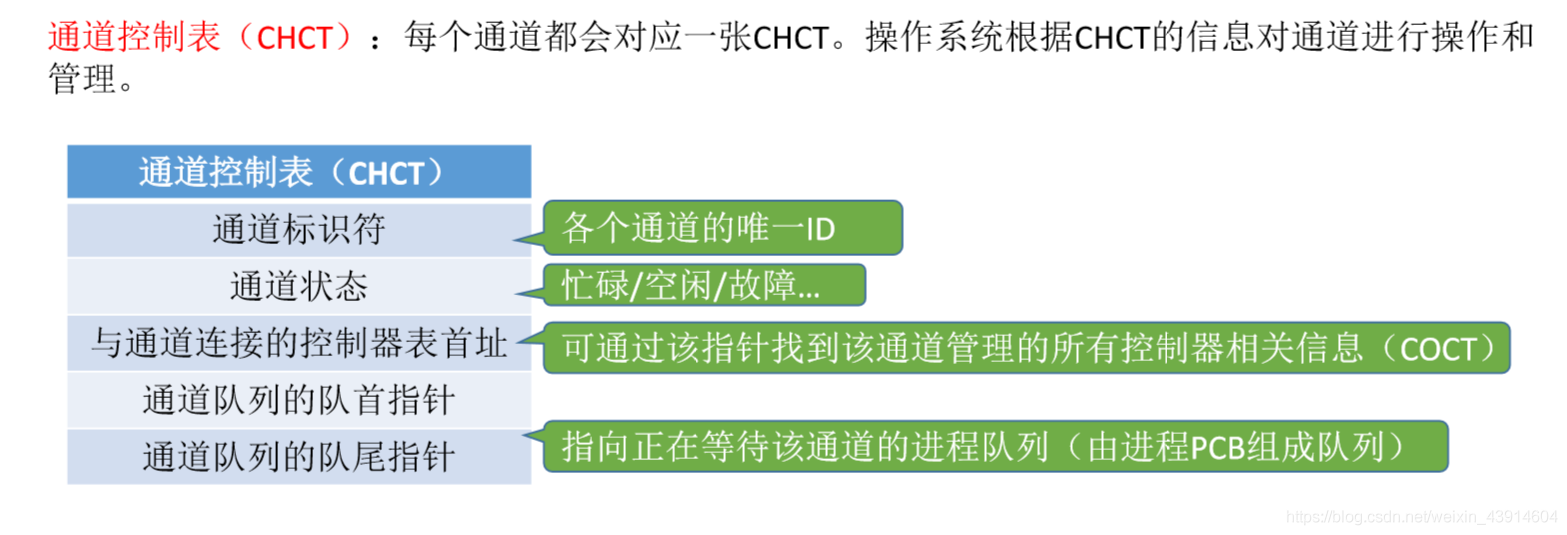 通道控制表（CHCT）：每个通道都会对应一张CHCT。操作系统根据CHCT的信息对通道进行操作和
管理。
通道控制表（CHCT）
通道标识符
各个通道的唯一ID
通道状态
忙碌/空闲/故障...
与通道连接的控制器表首址
可通过该指针找到该通道管理的所有控制器相关信息（COCT）
通道队列的队首指针
通道队列的队尾指针
指向正在等待该通道的进程队列（由进程PCB组成队列）
https://blog.csdn.net/weixin_43914604